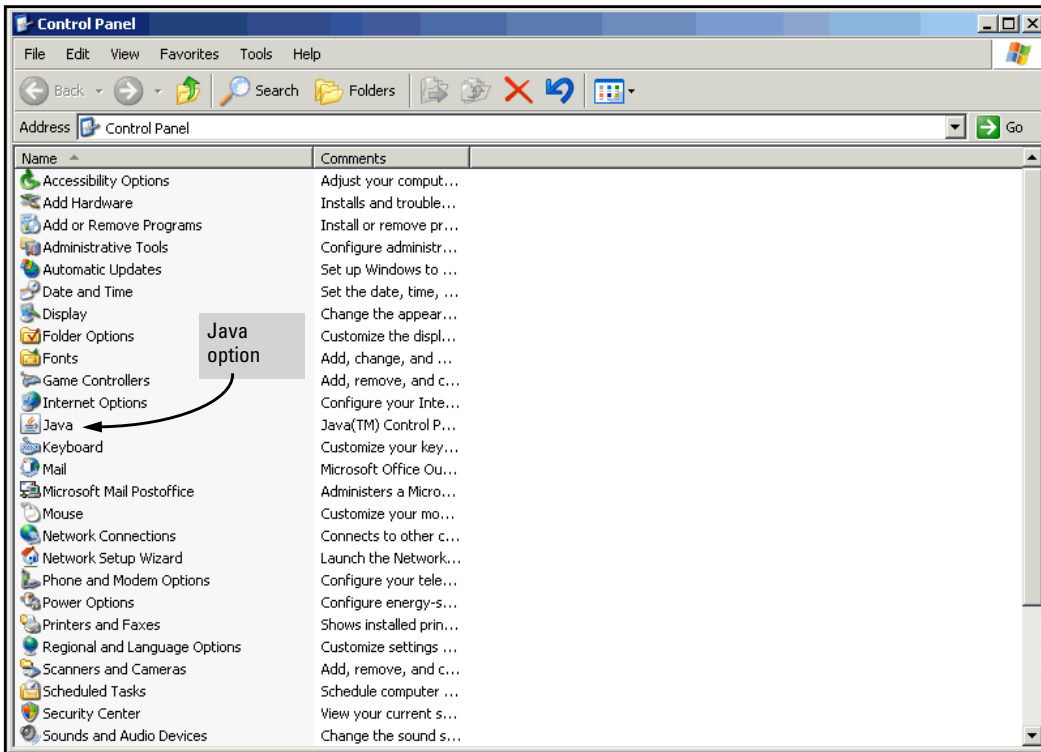 Control Panel
File Edit View Favorites Tools Help
Back Search Folders
Address Control Panel Go
Name Comments
Accessibility Options Adjust your comput...
Add Hardware Installs and trouble...
Add or Remove Programs Install or remove pr...
Administrative Tools Configure administr...
Automatic Updates Set up Windows to ...
Date and Time Set the date, time, ...
Display Change the appear...
Folder Options Customize the displ...
Fonts Add, change, and ...
Game Controllers Add, remove, and c...
Internet Options Configure your Inte...
Java Java(TM) Control P...
Keyboard Customize your key...
Mail Microsoft Office Ou...
Microsoft Mail Postoffice Administers a Micro...
Mouse Customize your mo...
Network Connections Connects to other c...
Network Setup Wizard Launch the Network...
Phone and Modem Options Configure your tele...
Power Options Configure energy-s...
Printers and Faxes Shows installed prin...
Regional and Language Options Customize settings ...
Scanners and Cameras Add, remove, and c...
Scheduled Tasks Schedule computer ...
Security Center View your current s...
Sounds and Audio Devices Change the sound s...
Java
option